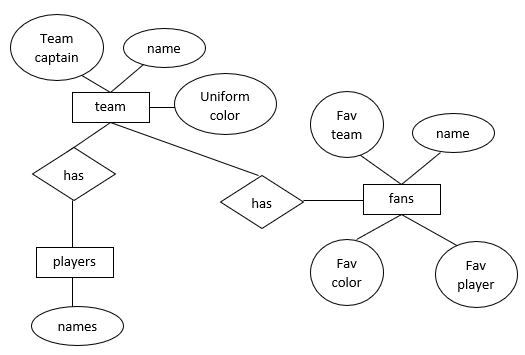 Team
captain
name
team
Uniform
color
Fav
team
name
has
has
fans
players
Fav
color
Fav
player
names